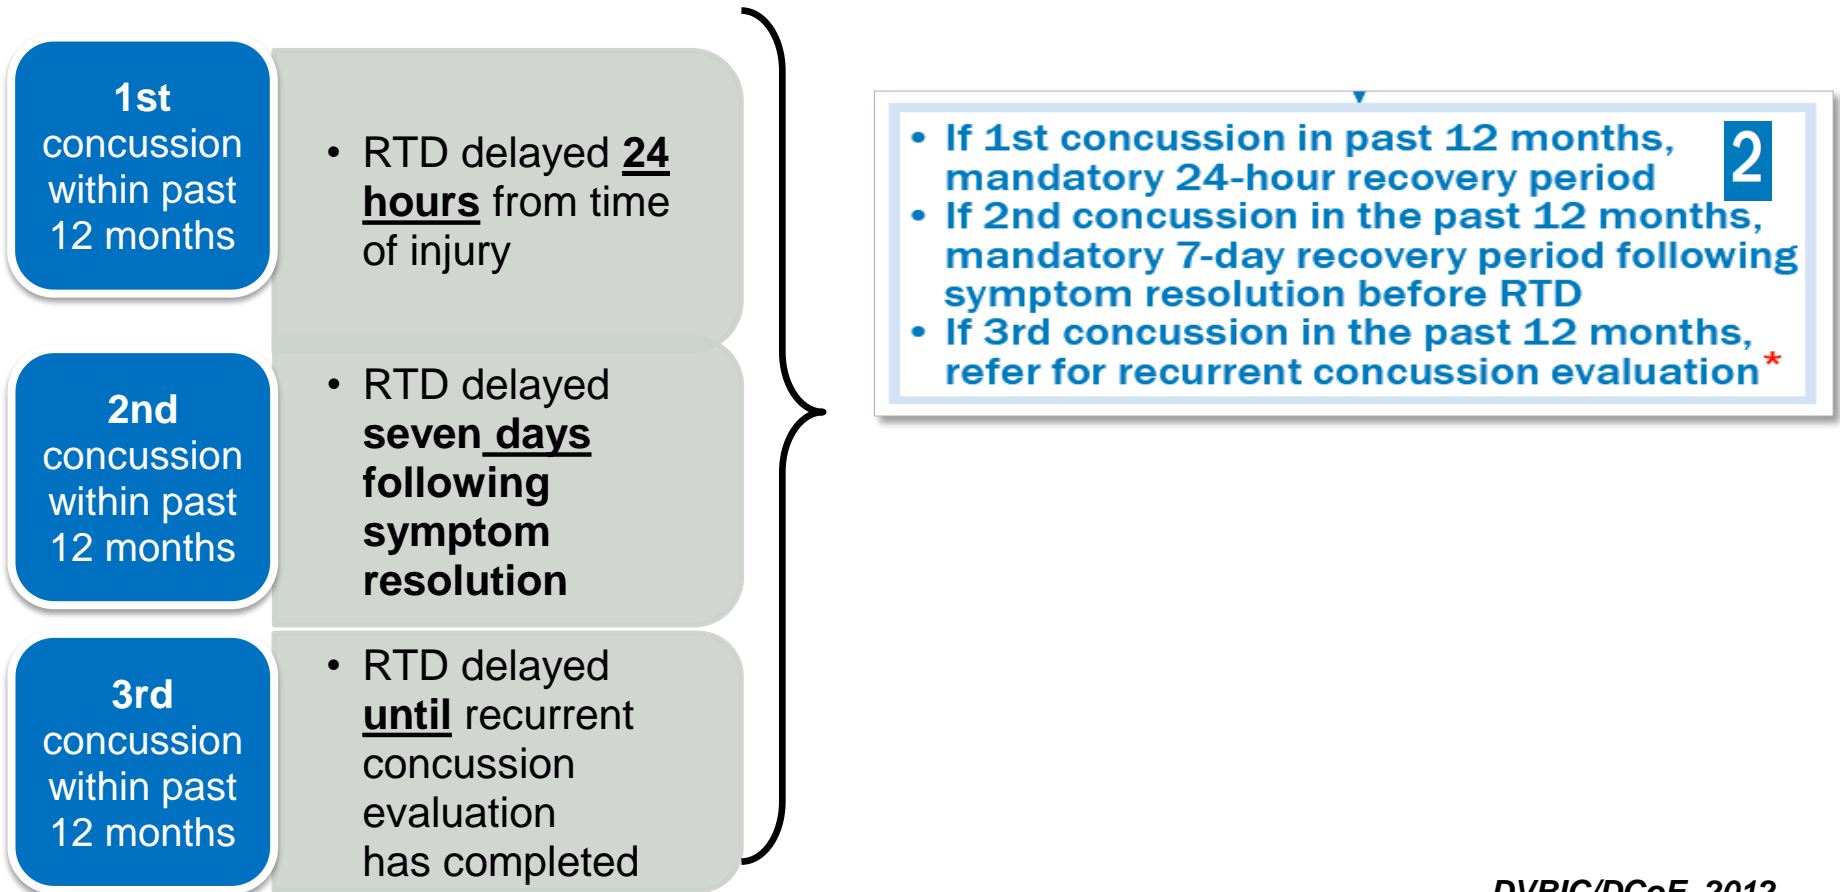 1st
concussion
within past
12 months
• RTD delayed 24
hours from time
of injury
2nd
concussion
within past
12 months
• RTD delayed
seven days
following
symptom
resolution
3rd
concussion
within past
12 months
• RTD delayed
until recurrent
concussion
evaluation
has completed
• If 1st concussion in past 12 months,
mandatory 24-hour recovery period
2
• If 2nd concussion in the past 12 months,
mandatory 7-day recovery period following
symptom resolution before RTD
• If 3rd concussion in the past 12 months,
refer for recurrent concussion evaluation*
DVBIC/DCoE, 2012